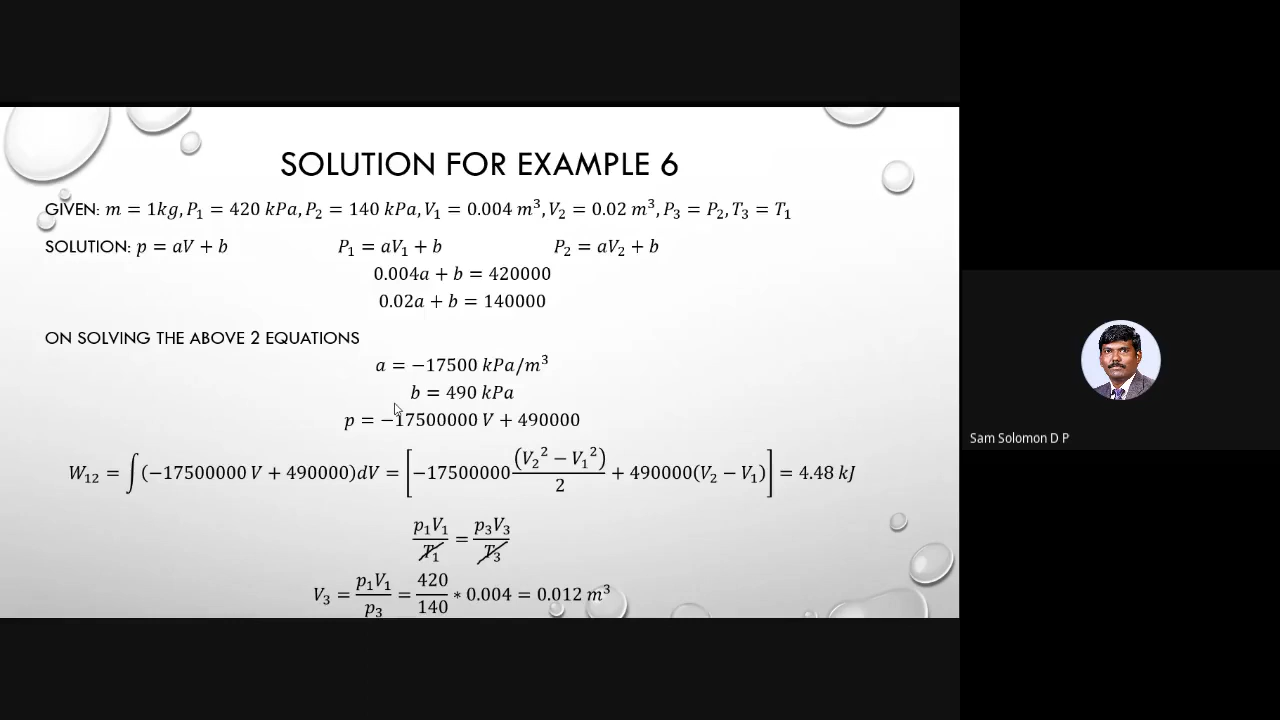 SOLUTION FOR EXAMPLE 6
GIVEN: m = 1kg, P₁ = 420 kPa, P₂ = 140 kPa, V₁ = 0.004 m³, V₂ = 0.02 m³, P₃ = P₂, T₃ = T₁
SOLUTION: p = aV + b P₁ = aV₁ + b P₂ = aV₂ + b
0.004a + b = 420000
0.02a + b = 140000
ON SOLVING THE ABOVE 2 EQUATIONS
a = −17500 kPa/m³
b = 490 kPa
p = −17500000 V + 490000
W₁₂ = ∫(−17500000 V + 490000)dV = [−17500000 (V₂² − V₁²)/2 + 490000(V₂ − V₁)] = 4.48 kJ
p₁V₁/T₁ = p₃V₃/T₃
V₃ = p₁V₁/p₃ = 420/140 * 0.004 = 0.012 m³
Sam Solomon D P